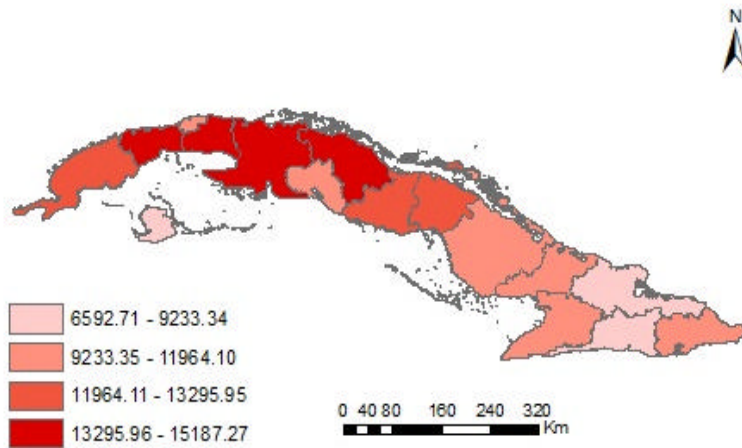 N
6592.71 - 9233.34
9233.35 - 11964.10
11964.11 - 13295.95
13295.96 - 15187.27
0 40 80 160 240 320
Km